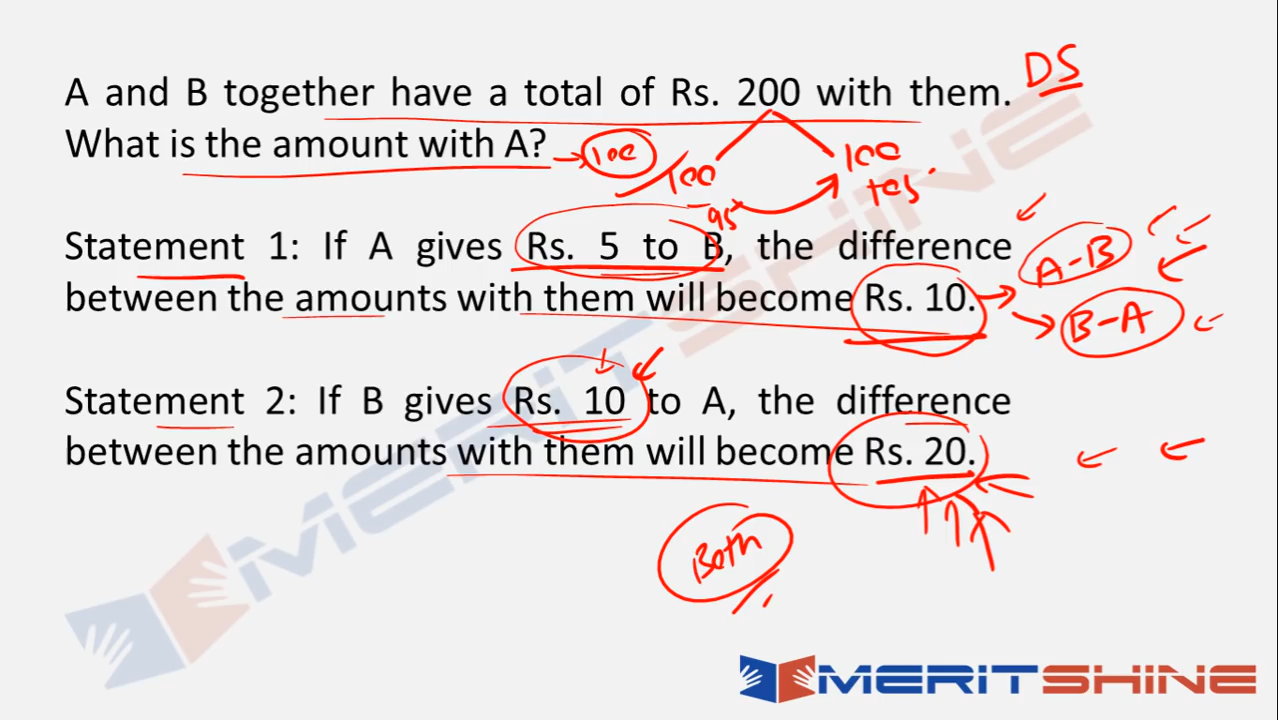 A and B together have a total of Rs. 200 with them. DS
What is the amount with A? 100
100 100
95 105
Statement 1: If A gives Rs. 5 to B, the difference
A-B
between the amounts with them will become Rs. 10.
B-A
Statement 2: If B gives Rs. 10 to A, the difference
between the amounts with them will become Rs. 20.
Both
MERITSHINE
MERITSHINE